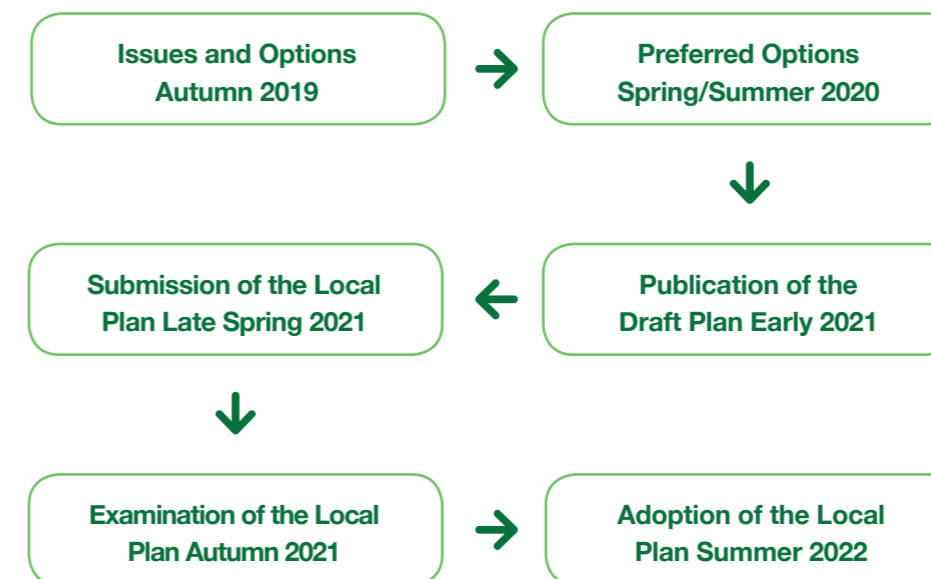 Issues and Options
Autumn 2019
Preferred Options
Spring/Summer 2020
Publication of the
Draft Plan Early 2021
Submission of the Local
Plan Late Spring 2021
Examination of the Local
Plan Autumn 2021
Adoption of the Local
Plan Summer 2022